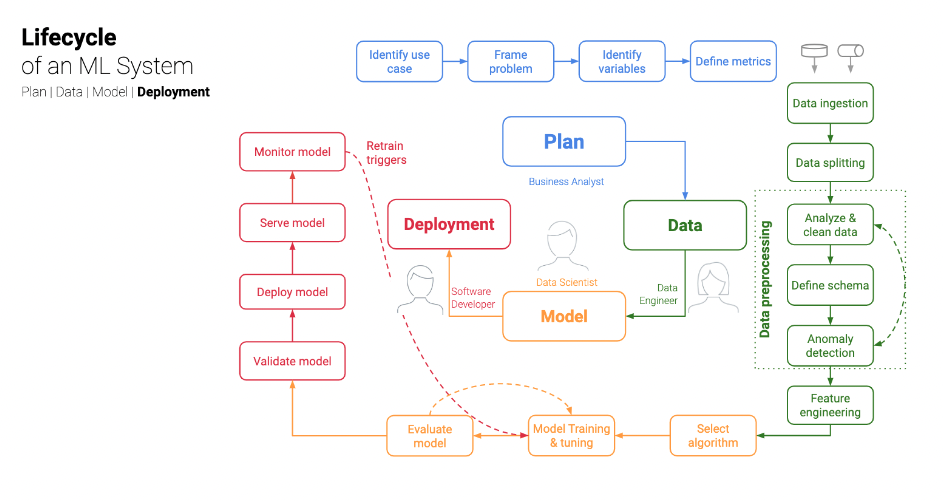 Lifecycle
of an ML System
Plan | Data | Model | Deployment
Identify use
case
Frame
problem
Identify
variables
Define metrics
Data ingestion
Data splitting
Data preprocessing
Analyze &
clean data
Define schema
Anomaly
detection
Feature
engineering
Select
algorithm
Model Training
& tuning
Evaluate
model
Validate model
Deploy model
Serve model
Monitor model
Retrain
triggers
Plan
Business Analyst
Data
Data
Engineer
Data Scientist
Model
Software
Developer
Deployment